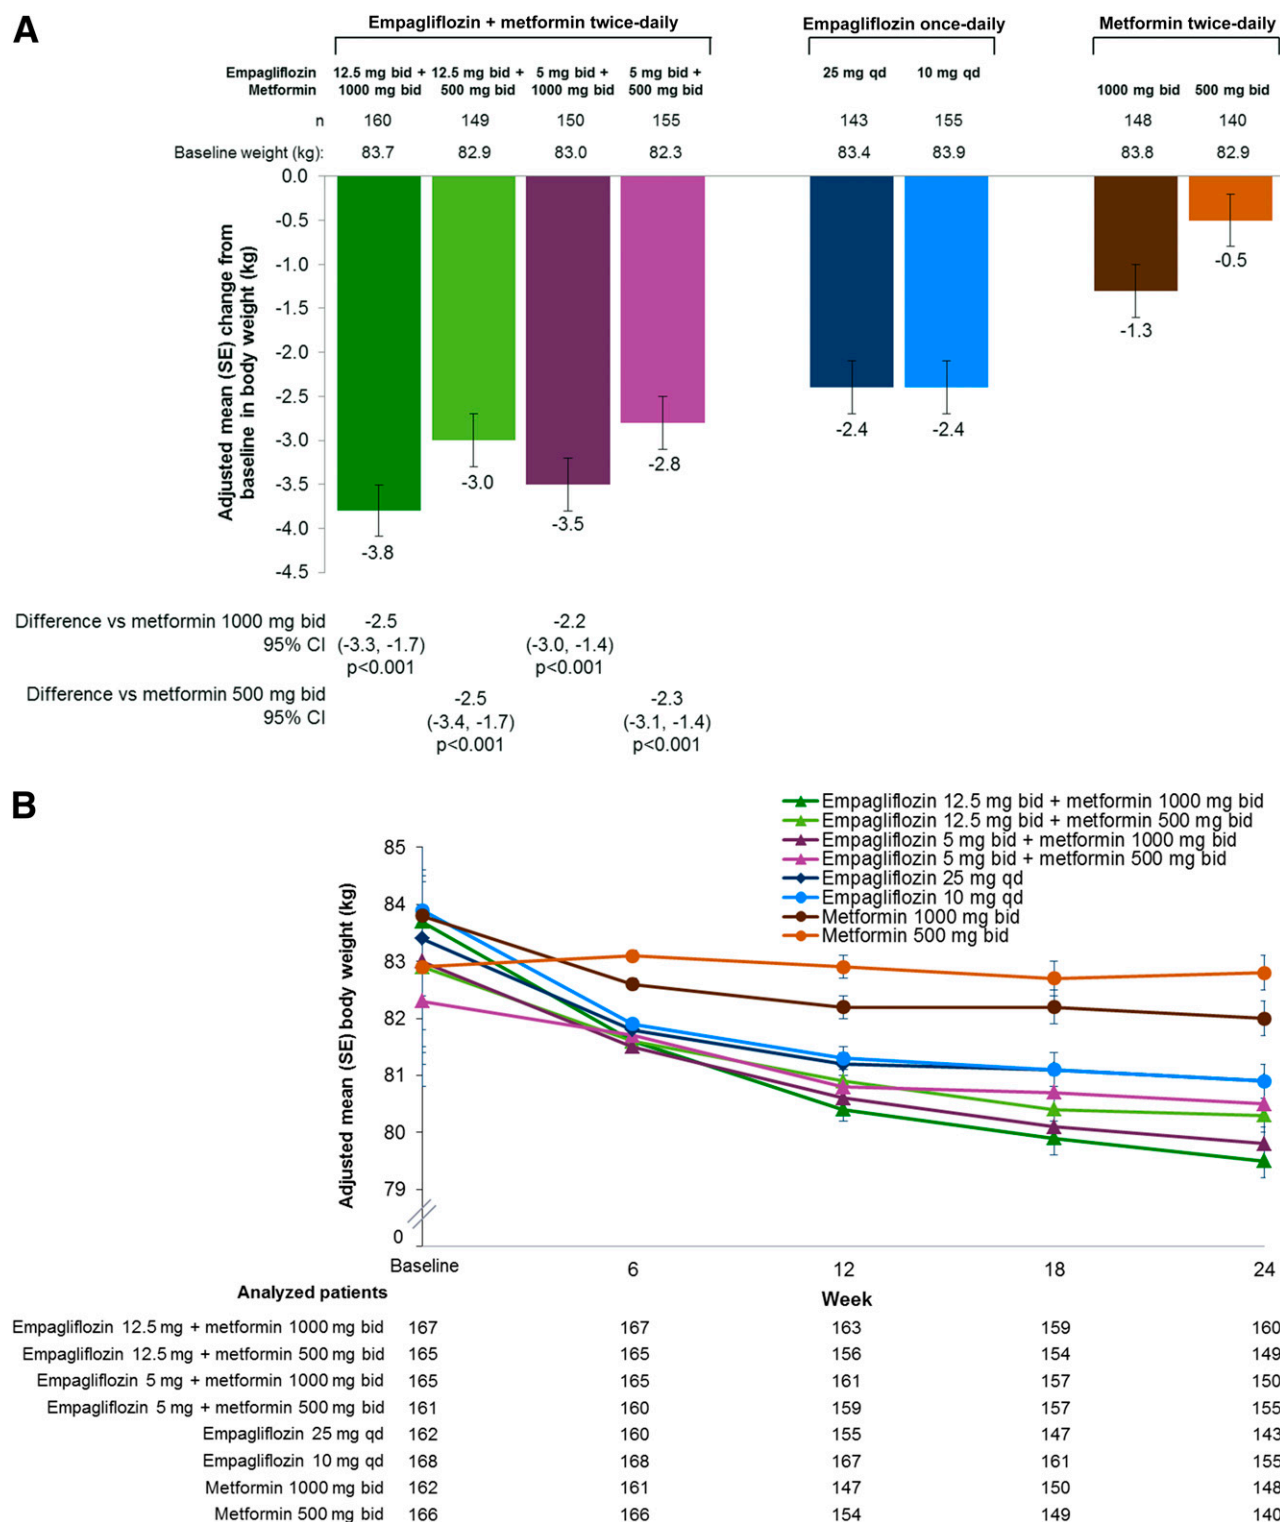 A
Empagliflozin + metformin twice-daily Empagliflozin once-daily Metformin twice-daily
Empagliflozin 12.5 mg bid + 12.5 mg bid + 5 mg bid + 5 mg bid + 25 mg qd 10 mg qd
Metformin 1000 mg bid 500 mg bid 1000 mg bid 500 mg bid 1000 mg bid 500 mg bid
n 160 149 150 155 143 155 148 140
Baseline weight (kg): 83.7 82.9 83.0 82.3 83.4 83.9 83.8 82.9
Adjusted mean (SE) change from
baseline in body weight (kg)
0.0
-0.5
-1.0
-1.5
-2.0
-2.5
-3.0
-3.5
-4.0
-4.5
-3.8
-3.0
-3.5
-2.8
-2.4
-2.4
-1.3
-0.5
Difference vs metformin 1000 mg bid -2.5 -2.2
95% CI (-3.3, -1.7) (-3.0, -1.4)
p<0.001 p<0.001
Difference vs metformin 500 mg bid -2.5 -2.3
95% CI (-3.4, -1.7) (-3.1, -1.4)
p<0.001 p<0.001
B
Empagliflozin 12.5 mg bid + metformin 1000 mg bid
Empagliflozin 12.5 mg bid + metformin 500 mg bid
Empagliflozin 5 mg bid + metformin 1000 mg bid
Empagliflozin 5 mg bid + metformin 500 mg bid
Empagliflozin 25 mg qd
Empagliflozin 10 mg qd
Metformin 1000 mg bid
Metformin 500 mg bid
Adjusted mean (SE) body weight (kg)
85
84
83
82
81
80
79
0
Baseline 6 12 18 24
Week
Analyzed patients
Empagliflozin 12.5 mg + metformin 1000 mg bid 167 167 163 159 160
Empagliflozin 12.5 mg + metformin 500 mg bid 165 165 156 154 149
Empagliflozin 5 mg + metformin 1000 mg bid 165 165 161 157 150
Empagliflozin 5 mg + metformin 500 mg bid 161 160 159 157 155
Empagliflozin 25 mg qd 162 160 155 147 143
Empagliflozin 10 mg qd 168 168 167 161 155
Metformin 1000 mg bid 162 161 147 150 148
Metformin 500 mg bid 166 166 154 149 140